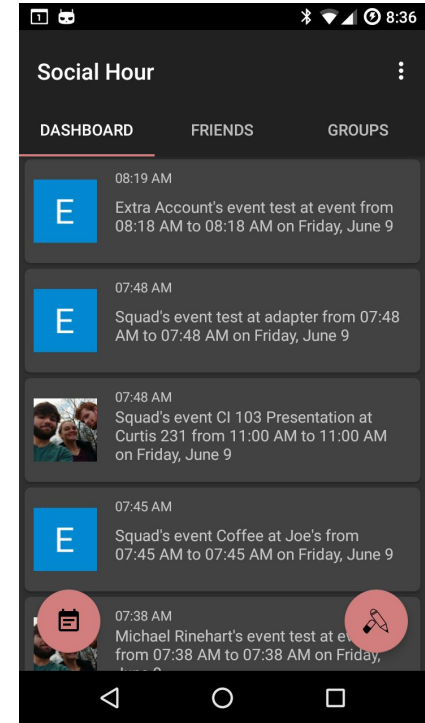 1
8:36
Social Hour
DASHBOARD
FRIENDS
GROUPS
08:19 AM
E
Extra Account's event test at event from
08:18 AM to 08:18 AM on Friday, June 9
07:48 AM
E
Squad's event test at adapter from 07:48
AM to 07:48 AM on Friday, June 9
07:48 AM
Squad's event CI 103 Presentation at
Curtis 231 from 11:00 AM to 11:00 AM
on Friday, June 9
07:45 AM
E
Squad's event Coffee at Joe's from
07:45 AM to 07:45 AM on Friday, June 9
07:38 AM
Michael Rinehart's event test at
from 07:38 AM to 07:38 AM on Friday,